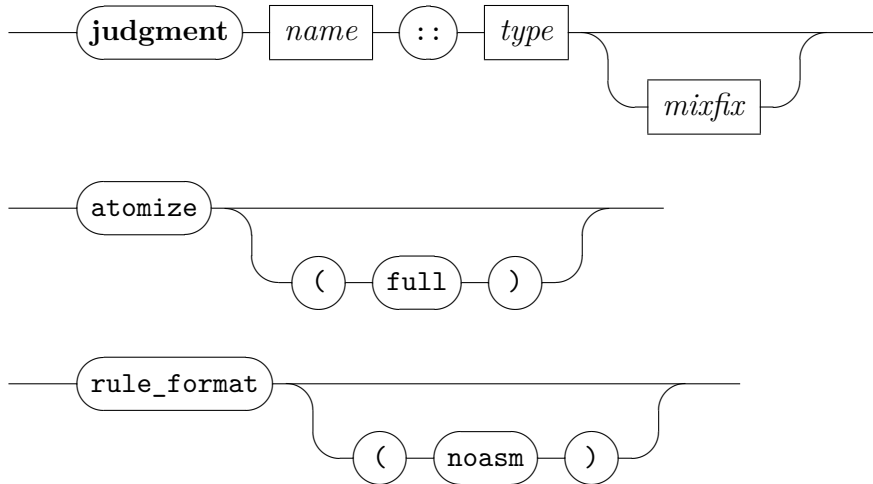 judgment name :: type
mixfix
atomize
( full )
rule_format
( noasm )